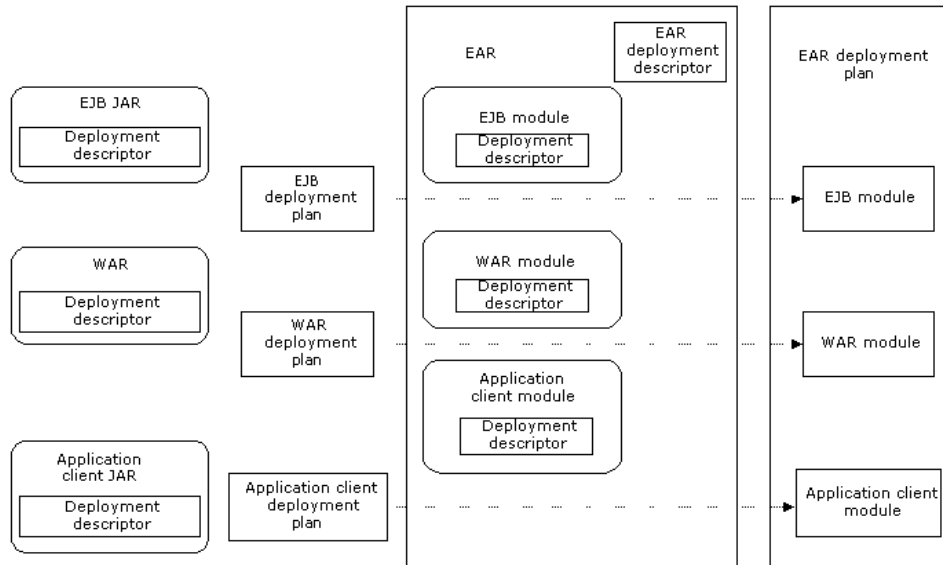 EJB JAR
Deployment
descriptor
EJB
deployment
plan
WAR
Deployment
descriptor
WAR
deployment
plan
Application
client JAR
Deployment
descriptor
Application client
deployment
plan
EAR
EAR
deployment
descriptor
EJB module
Deployment
descriptor
WAR module
Deployment
descriptor
Application
client module
Deployment
descriptor
EAR deployment
plan
EJB module
WAR module
Application client
module